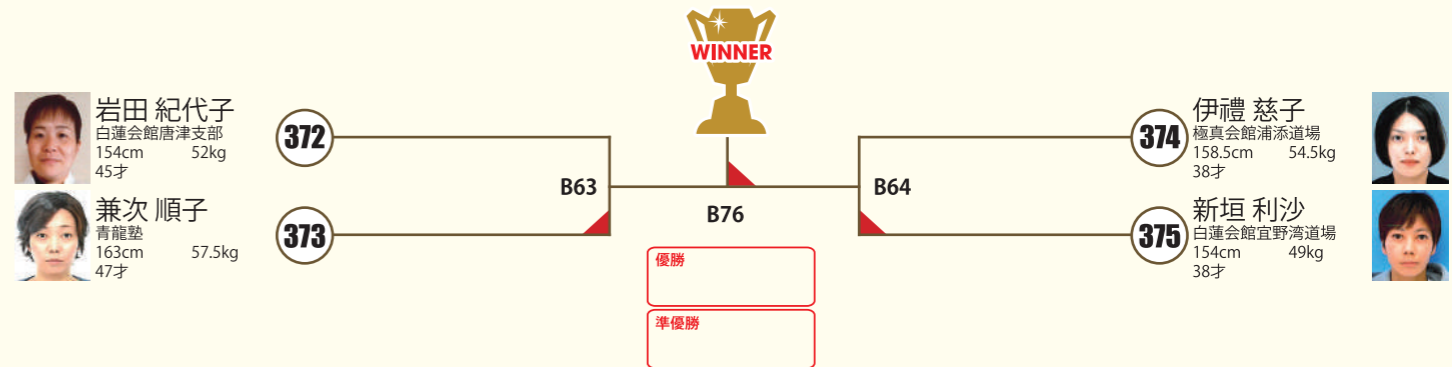 WINNER
岩田 紀代子
白蓮会館唐津支部
154cm 52kg
45才
372
兼次 順子
青龍塾
163cm 57.5kg
47才
373
B63
B76
B64
優勝
準優勝
374
伊禮 慈子
極真会館浦添道場
158.5cm 54.5kg
38才
375
新垣 利沙
白蓮会館宜野湾道場
154cm 49kg
38才